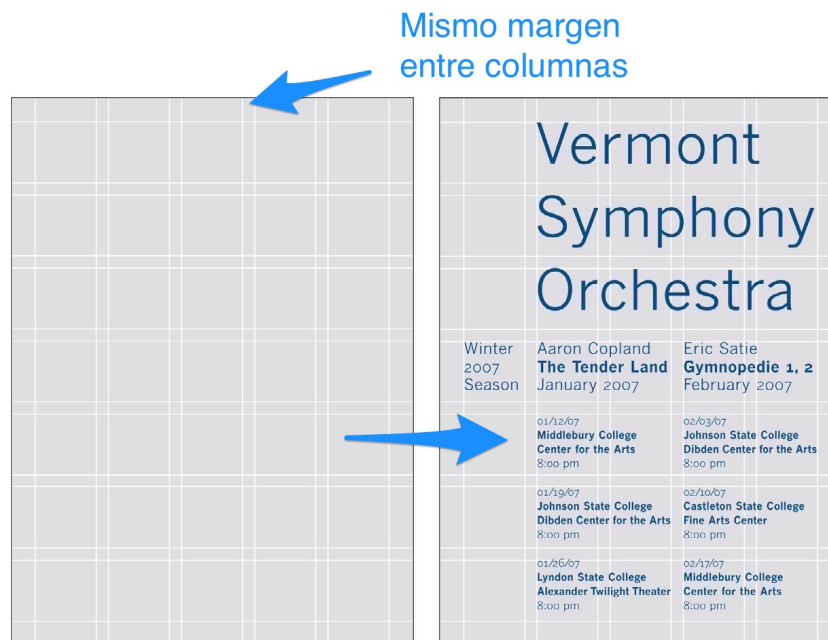 Mismo margen
entre columnas
Vermont
Symphony
Orchestra
Winter
2007
Season
Aaron Copland
The Tender Land
January 2007
Eric Satie
Gymnopedie 1, 2
February 2007
01/12/07
Middlebury College
Center for the Arts
8:00 pm
02/03/07
Johnson State College
Dibden Center for the Arts
8:00 pm
01/19/07
Johnson State College
Dibden Center for the Arts
8:00 pm
02/10/07
Castleton State College
Fine Arts Center
8:00 pm
01/26/07
Lyndon State College
Alexander Twilight Theater
8:00 pm
02/17/07
Middlebury College
Center for the Arts
8:00 pm